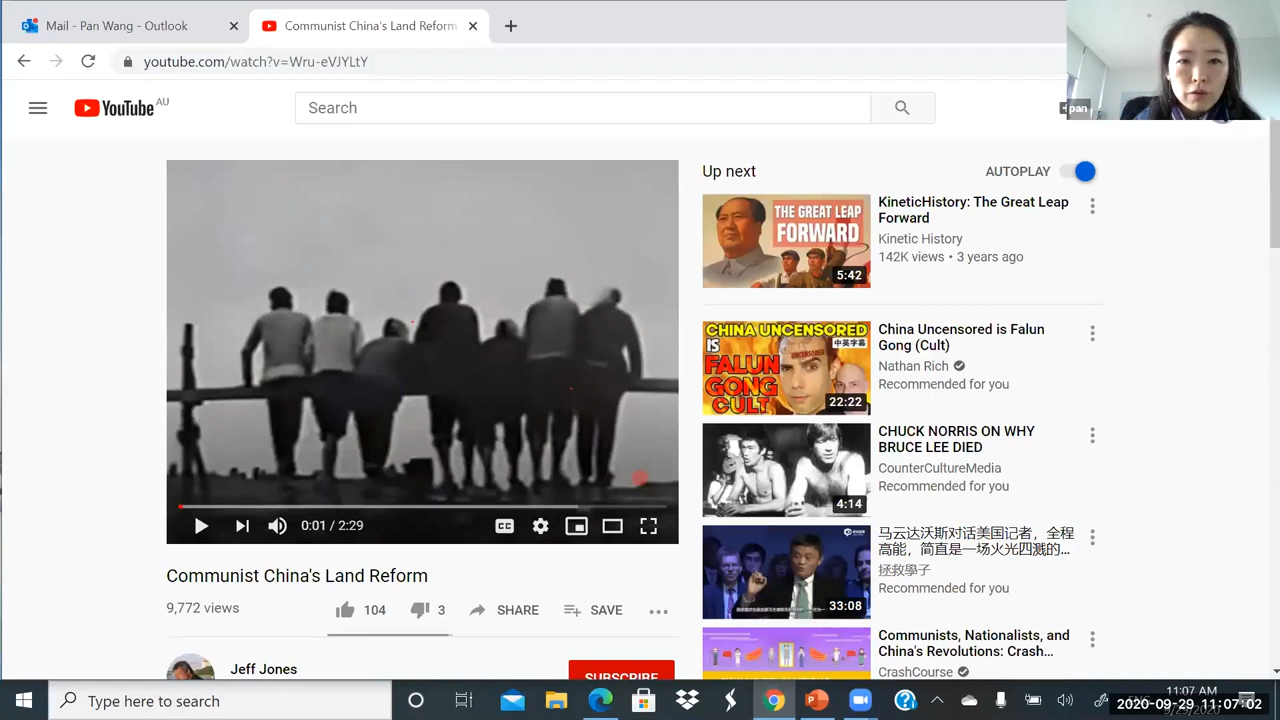 Mail - Pan Wang - Outlook
Communist China's Land Reform
youtube.com/watch?v=Wru-eVJYLtY
YouTube AU
Search
pan
Up next
AUTOPLAY
THE GREAT LEAP
FORWARD
5:42
KineticHistory: The Great Leap
Forward
Kinetic History
142K views • 3 years ago
CHINA UNCENSORED
IS
中英字幕
UNCENSORED
FALUN
GONG
CULT
22:22
China Uncensored is Falun
Gong (Cult)
Nathan Rich
Recommended for you
4:14
CHUCK NORRIS ON WHY
BRUCE LEE DIED
CounterCultureMedia
Recommended for you
33:08
马云达沃斯对话美国记者，全程
高能，简直是一场火光四溅的...
拯救學子
Recommended for you
Communists, Nationalists, and
China's Revolutions: Crash...
CrashCourse
CC
0:01 / 2:29
Communist China's Land Reform
9,772 views
104
3
SHARE
SAVE
Jeff Jones
SUBSCRIBE
Type here to search
ENG
11:07 AM
2020-09-29 11:07:02